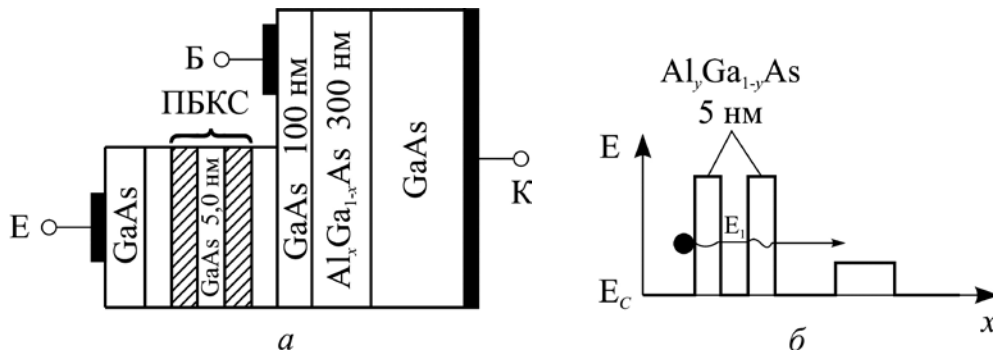 Б
ПБКС
Е
GaAs
GaAs 5,0 нм
GaAs 100 нм
AlxGa1-xAs 300 нм
GaAs
К
а
AlyGa1-yAs
5 нм
E
E1
EC
x
б